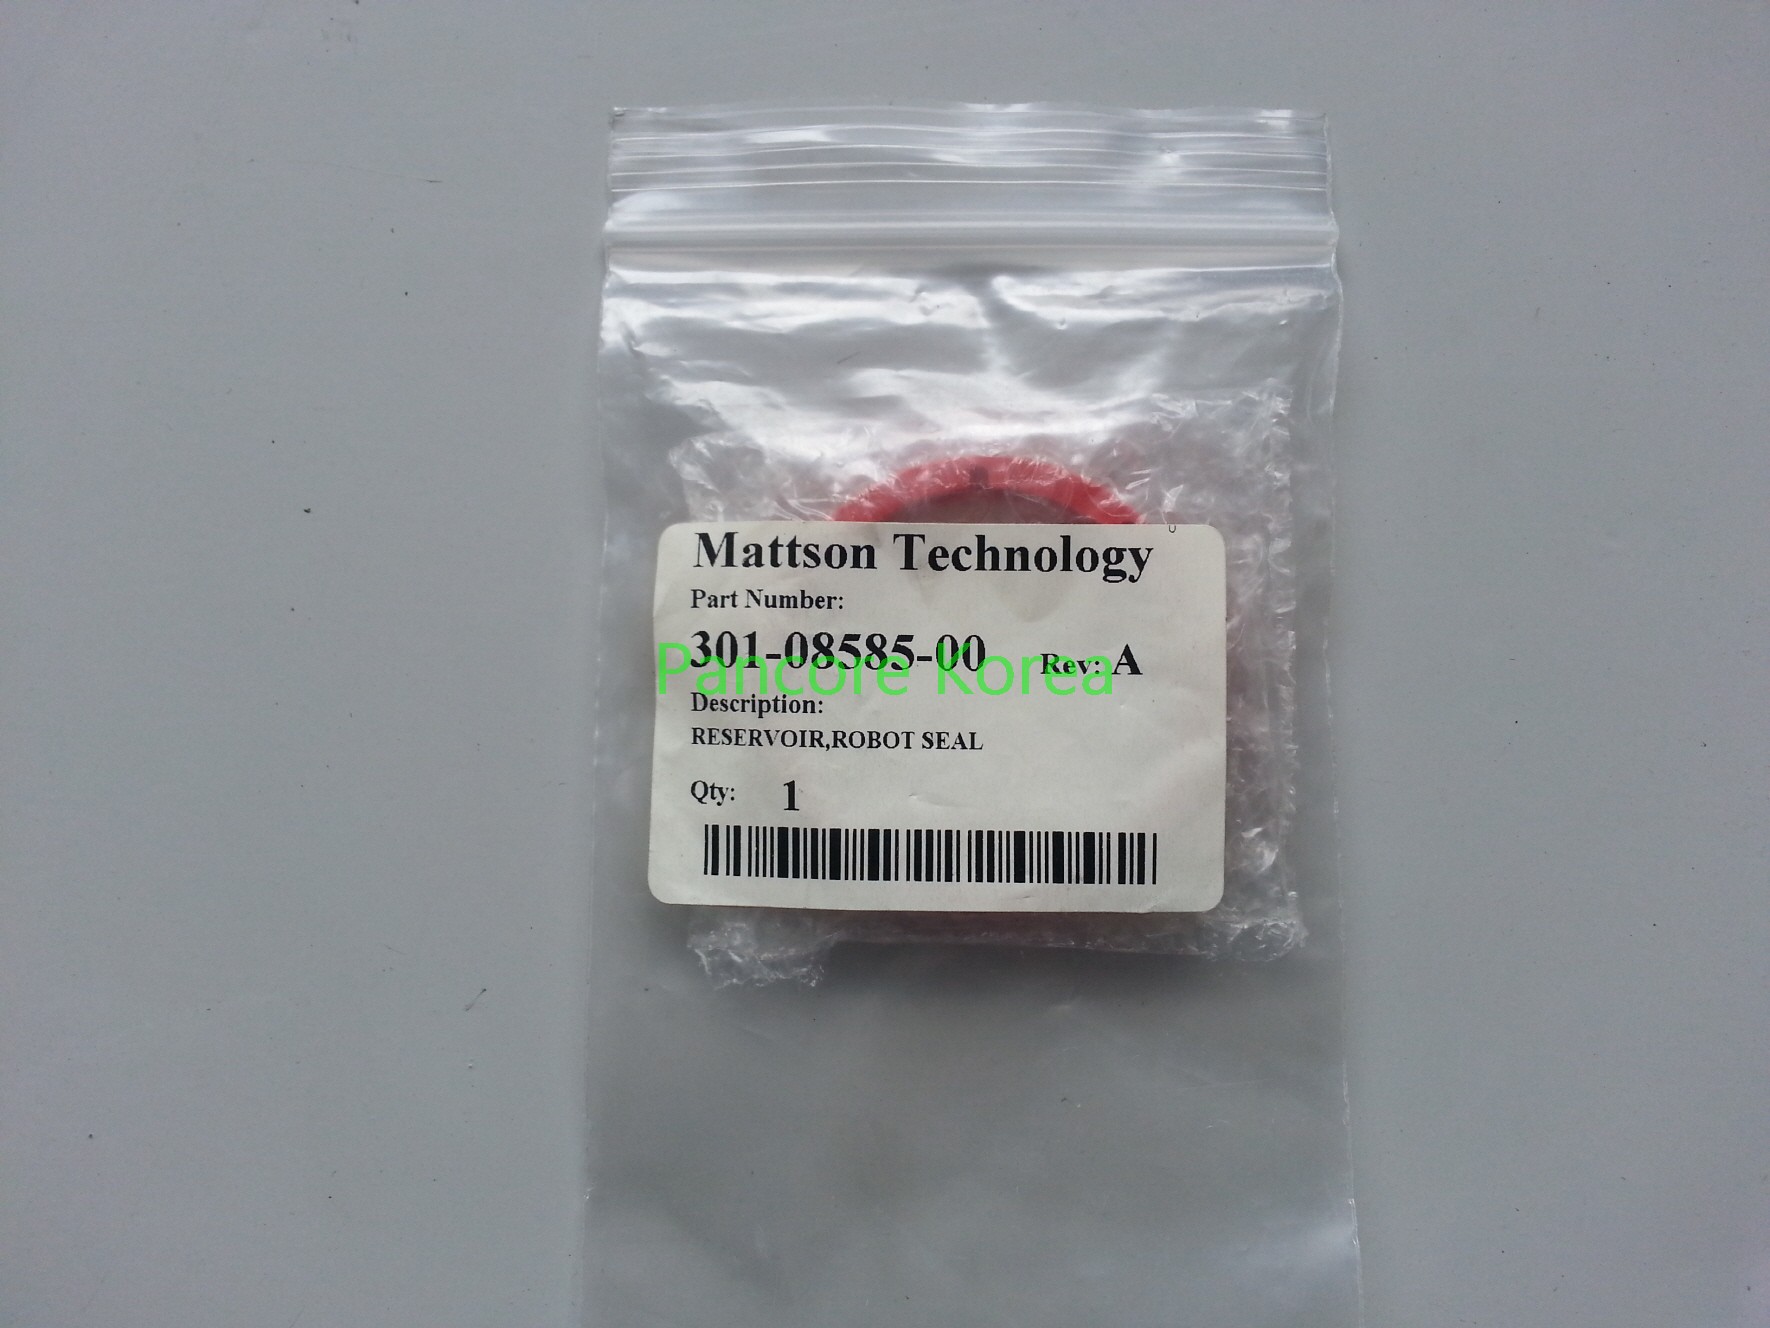 Mattson Technology
Part Number:
301-08585-00 Rev: A
Pancore Korea
Description:
RESERVOIR,ROBOT SEAL
Qty: 1